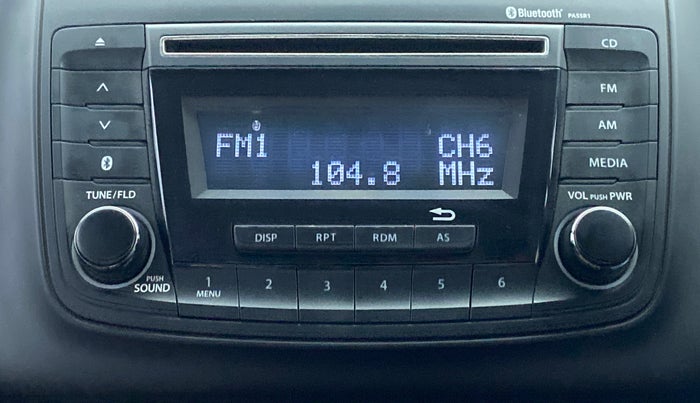 Bluetooth® PASSR1
CD
FM
AM
MEDIA
FM1 CH6
104.8 MHz
TUNE/FLD
VOL PUSH PWR
DISP RPT RDM AS
PUSH
SOUND
1 2 3 4 5 6
MENU